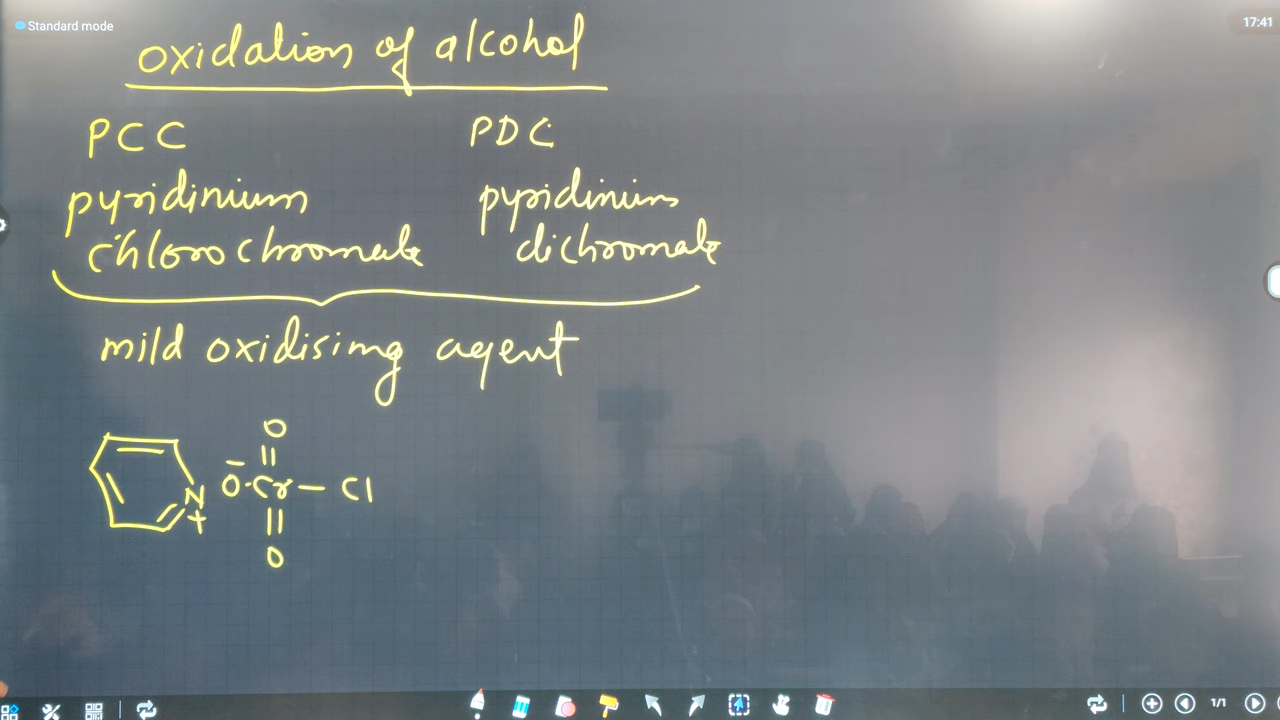 Standard mode
17:41
oxidation of alcohol
PCC
pyridinium
chlorochromate
PDC
pyridinium
dichromate
mild oxidising agent
O
||
O⁻-Cr-Cl
N
+
||
O
1/1